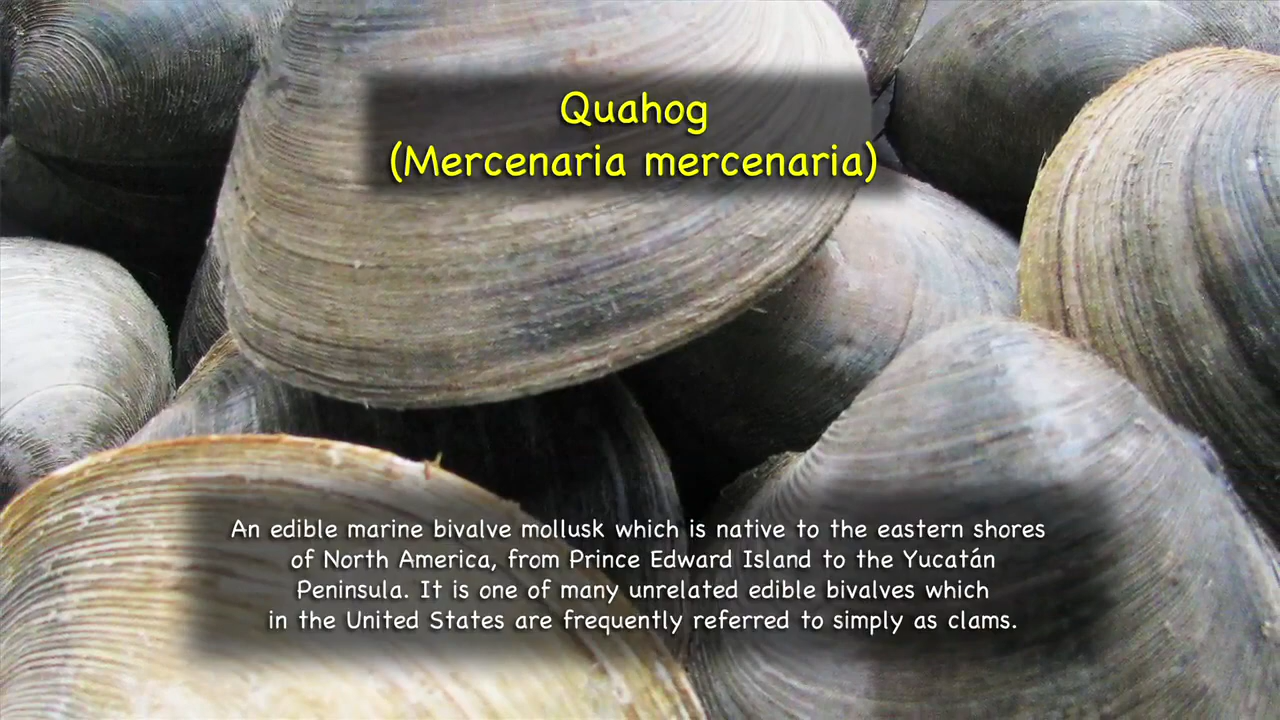 Quahog
(Mercenaria mercenaria)
An edible marine bivalve mollusk which is native to the eastern shores
of North America, from Prince Edward Island to the Yucatán
Peninsula. It is one of many unrelated edible bivalves which
in the United States are frequently referred to simply as clams.